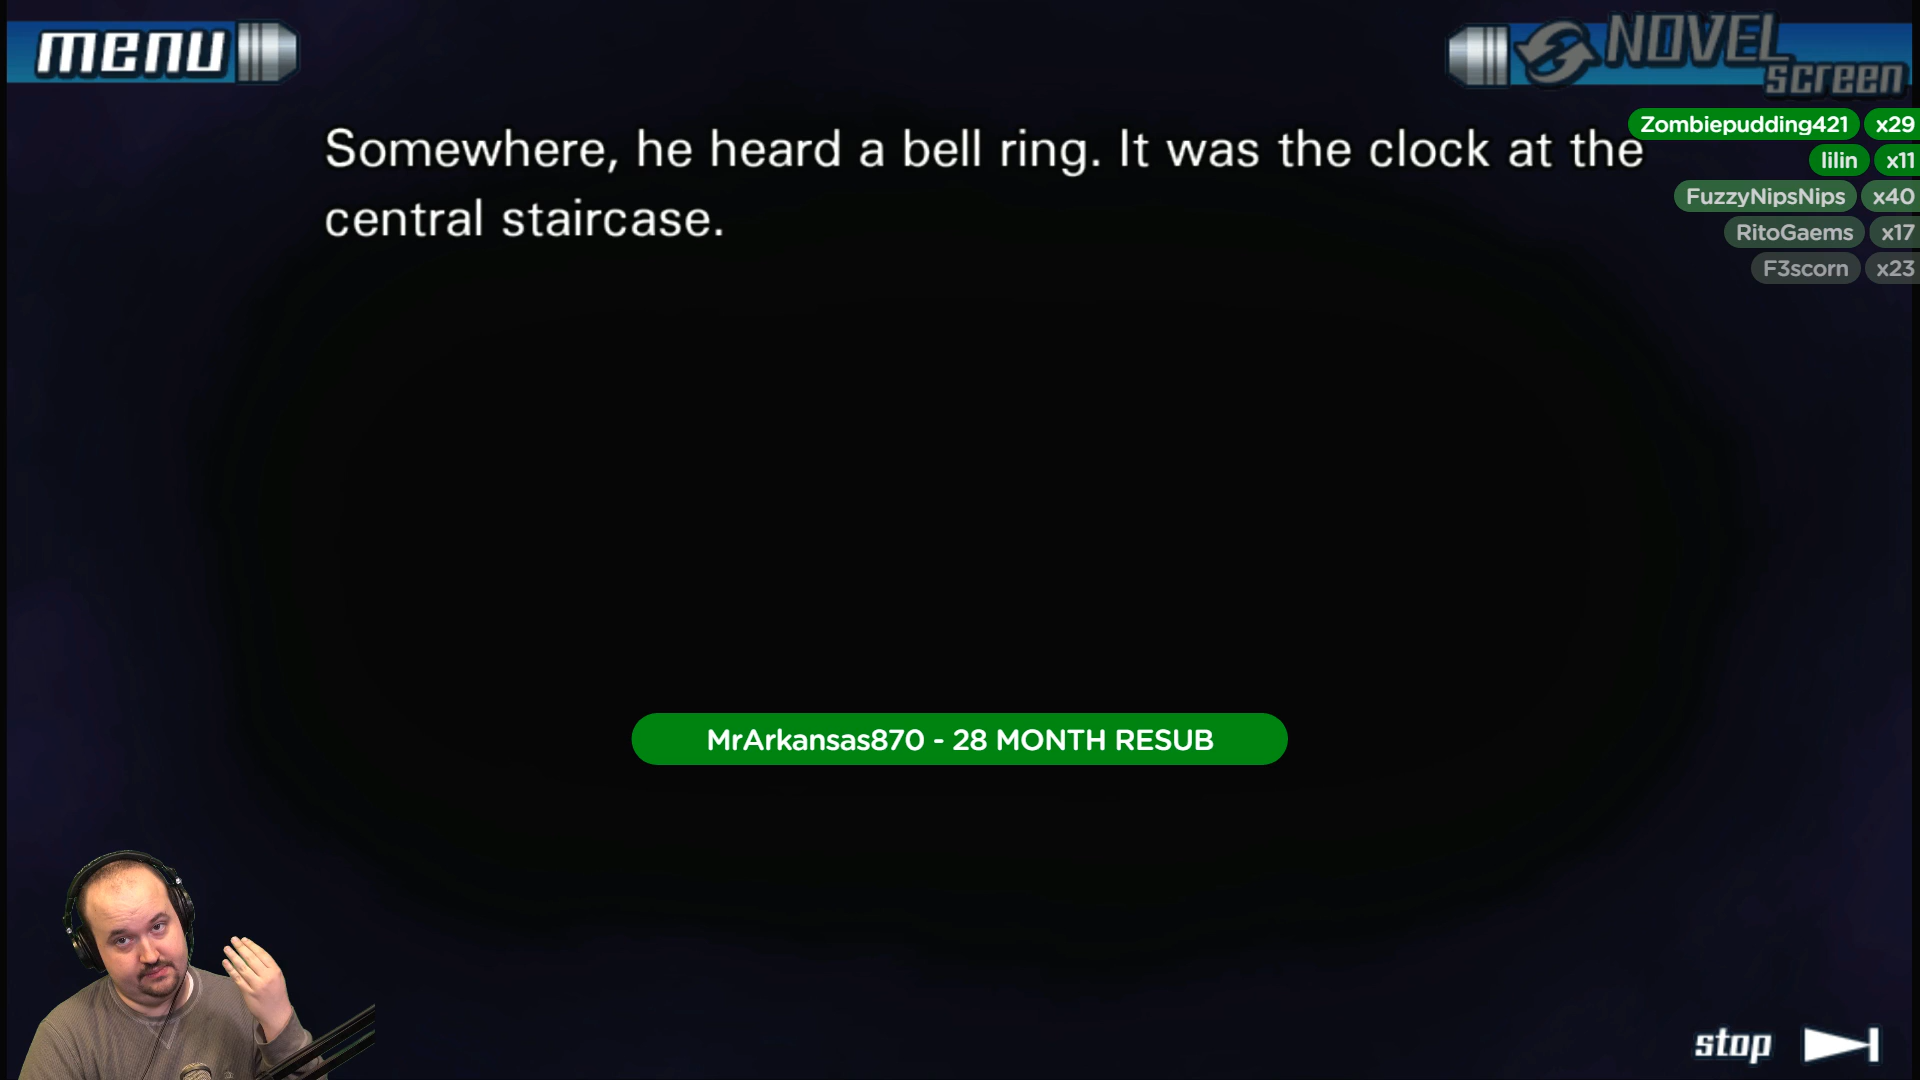 menu
NOVEL
screen
Somewhere, he heard a bell ring. It was the clock at the
central staircase.
Zombiepudding421 x29
lilin x11
FuzzyNipsNips x40
RitoGaems x17
F3scorn x23
MrArkansas870 - 28 MONTH RESUB
stop